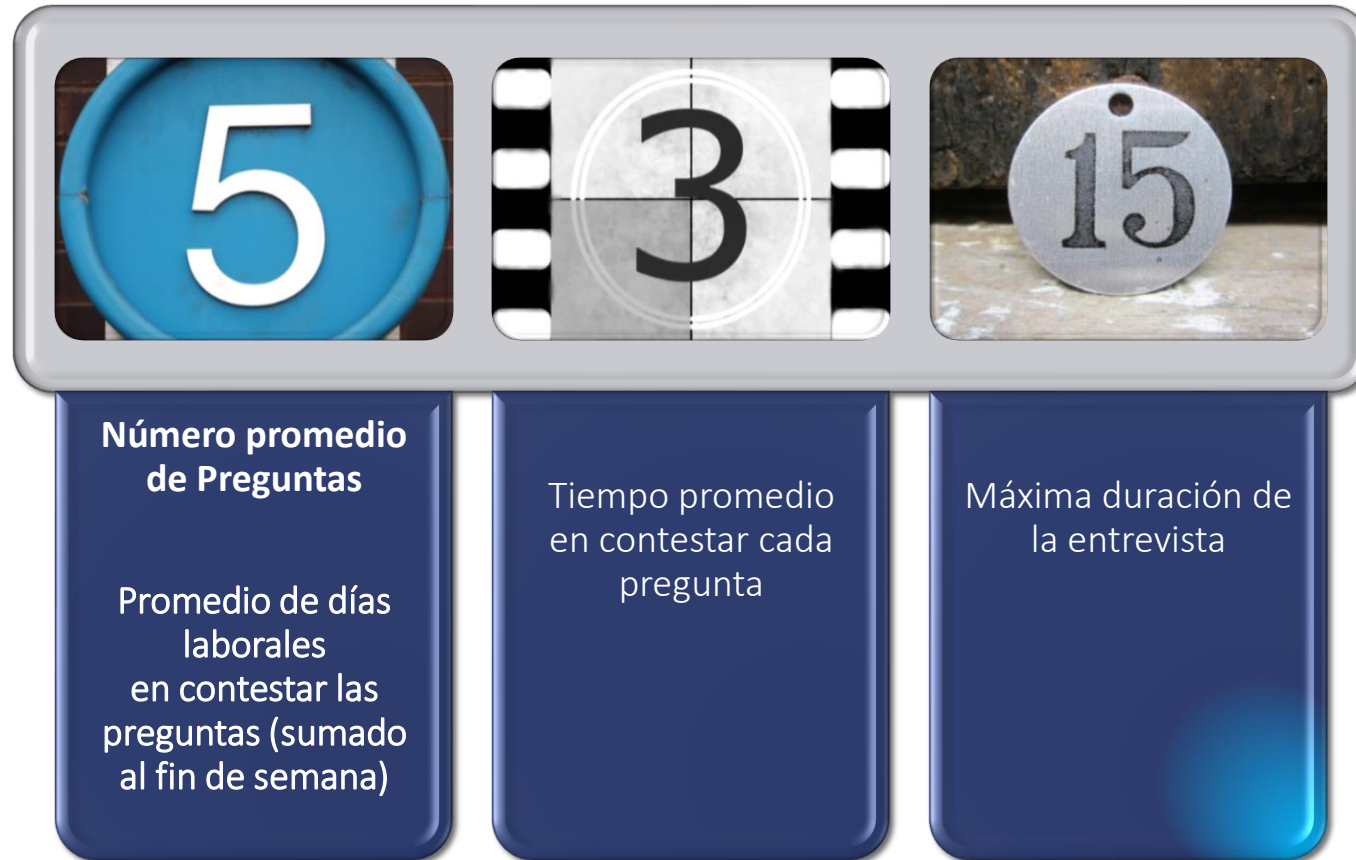 5
3
15
Número promedio
de Preguntas
Promedio de días
laborales
en contestar las
preguntas (sumado
al fin de semana)
Tiempo promedio
en contestar cada
pregunta
Máxima duración de
la entrevista